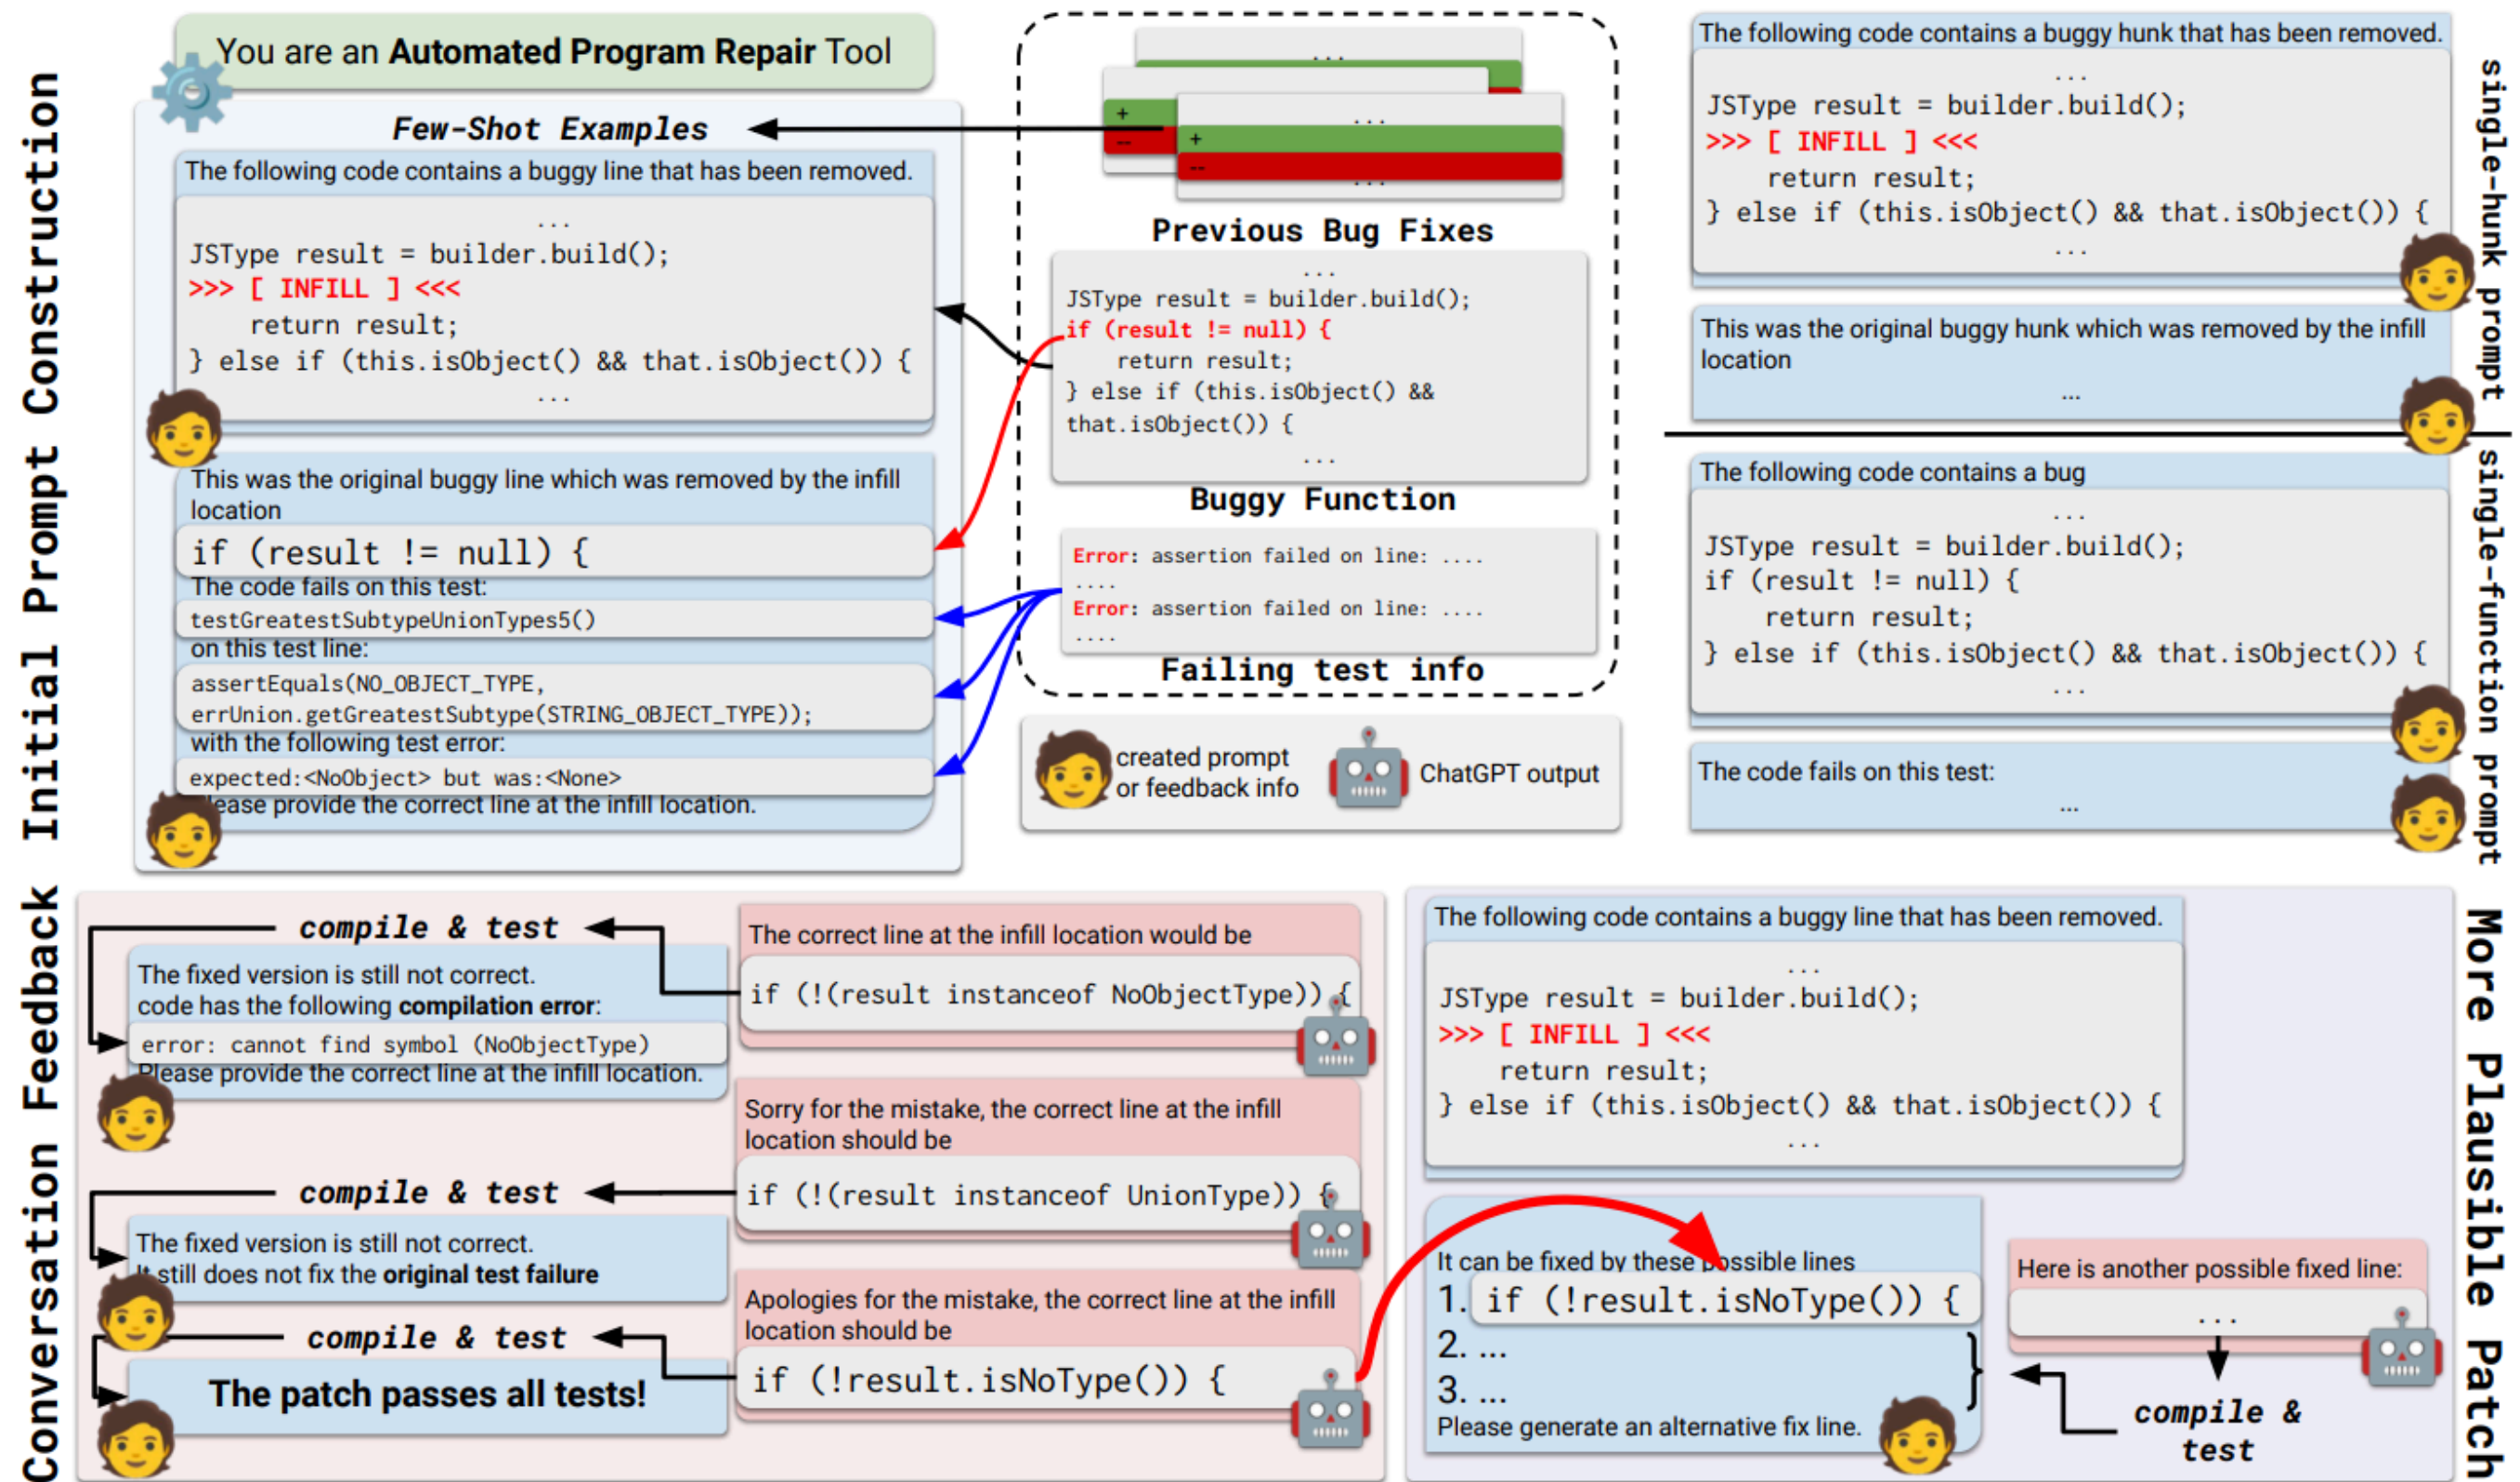 Initial Prompt Construction
You are an Automated Program Repair Tool
Few-Shot Examples
The following code contains a buggy line that has been removed.
...
JSType result = builder.build();
>>> [ INFILL ] <<<
return result;
} else if (this.isObject() && that.isObject()) {
...
This was the original buggy line which was removed by the infill
location
if (result != null) {
The code fails on this test:
testGreatestSubtypeUnionTypes5()
on this test line:
assertEquals(NO_OBJECT_TYPE,
errUnion.getGreatestSubtype(STRING_OBJECT_TYPE));
with the following test error:
expected:<NoObject> but was:<None>
lease provide the correct line at the infill location.
...
+
--
...
+
--
...
Previous Bug Fixes
...
JSType result = builder.build();
if (result != null) {
return result;
} else if (this.isObject() &&
that.isObject()) {
...
Buggy Function
Error: assertion failed on line: ....
....
Error: assertion failed on line: ....
....
Failing test info
created prompt
or feedback info
ChatGPT output
single-hunk prompt
The following code contains a buggy hunk that has been removed.
...
JSType result = builder.build();
>>> [ INFILL ] <<<
return result;
} else if (this.isObject() && that.isObject()) {
...
This was the original buggy hunk which was removed by the infill
location
...
single-function prompt
The following code contains a bug
...
JSType result = builder.build();
if (result != null) {
return result;
} else if (this.isObject() && that.isObject()) {
...
The code fails on this test:
...
Conversation Feedback
compile & test
The correct line at the infill location would be
if (!(result instanceof NoObjectType)) {
The fixed version is still not correct.
code has the following compilation error:
error: cannot find symbol (NoObjectType)
Please provide the correct line at the infill location.
Sorry for the mistake, the correct line at the infill
location should be
if (!(result instanceof UnionType)) {
compile & test
The fixed version is still not correct.
It still does not fix the original test failure
Apologies for the mistake, the correct line at the infill
location should be
if (!result.isNoType()) {
compile & test
The patch passes all tests!
More Plausible Patch
The following code contains a buggy line that has been removed.
...
JSType result = builder.build();
>>> [ INFILL ] <<<
return result;
} else if (this.isObject() && that.isObject()) {
...
It can be fixed by these possible lines
1. if (!result.isNoType()) {
2. ...
3. ...
Please generate an alternative fix line.
Here is another possible fixed line:
...
compile &
test